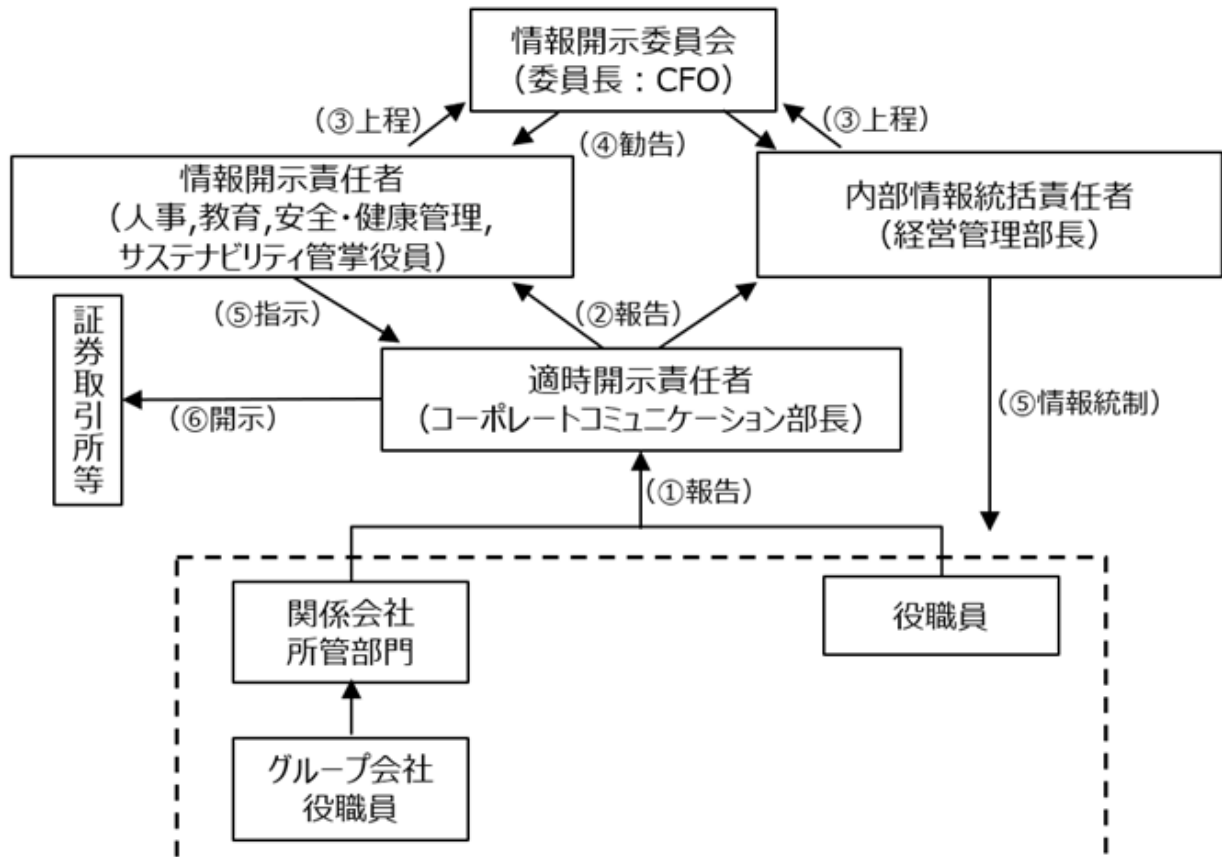 情報開示委員会
（委員長：CFO）
（③上程）
（③上程）
（④勧告）
情報開示責任者
（人事,教育,安全・健康管理,
サステナビリティ管掌役員）
内部情報統括責任者
（経営管理部長）
（⑤指示）
（②報告）
証券取引所等
適時開示責任者
（コーポレートコミュニケーション部長）
（⑥開示）
（⑤情報統制）
（①報告）
関係会社
所管部門
役職員
グループ会社
役職員